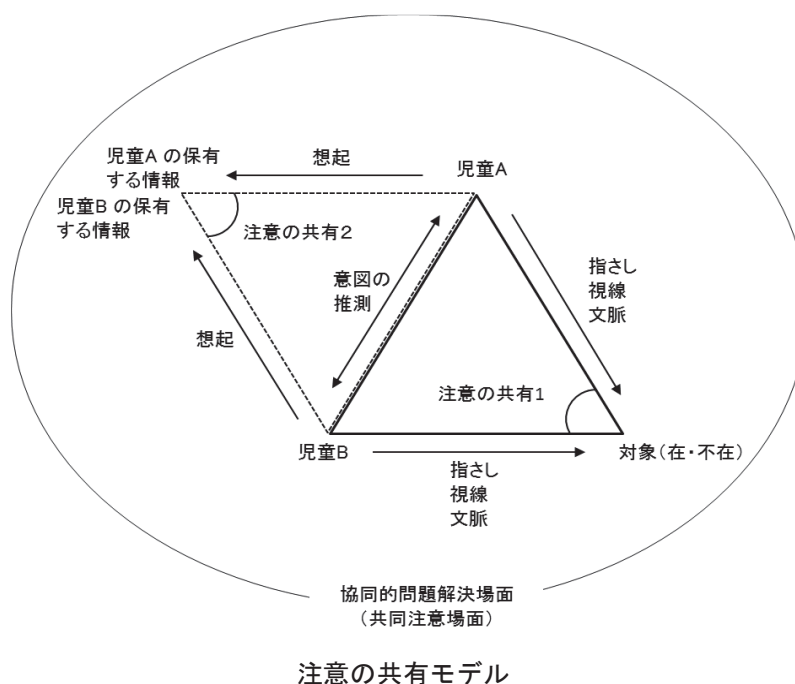 児童A の保有
する情報
児童B の保有
する情報
想起
児童A
注意の共有2
意図の
推測
指さし
視線
文脈
想起
注意の共有1
児童B
対象（在・不在）
指さし
視線
文脈
協同的問題解決場面
（共同注意場面）
注意の共有モデル